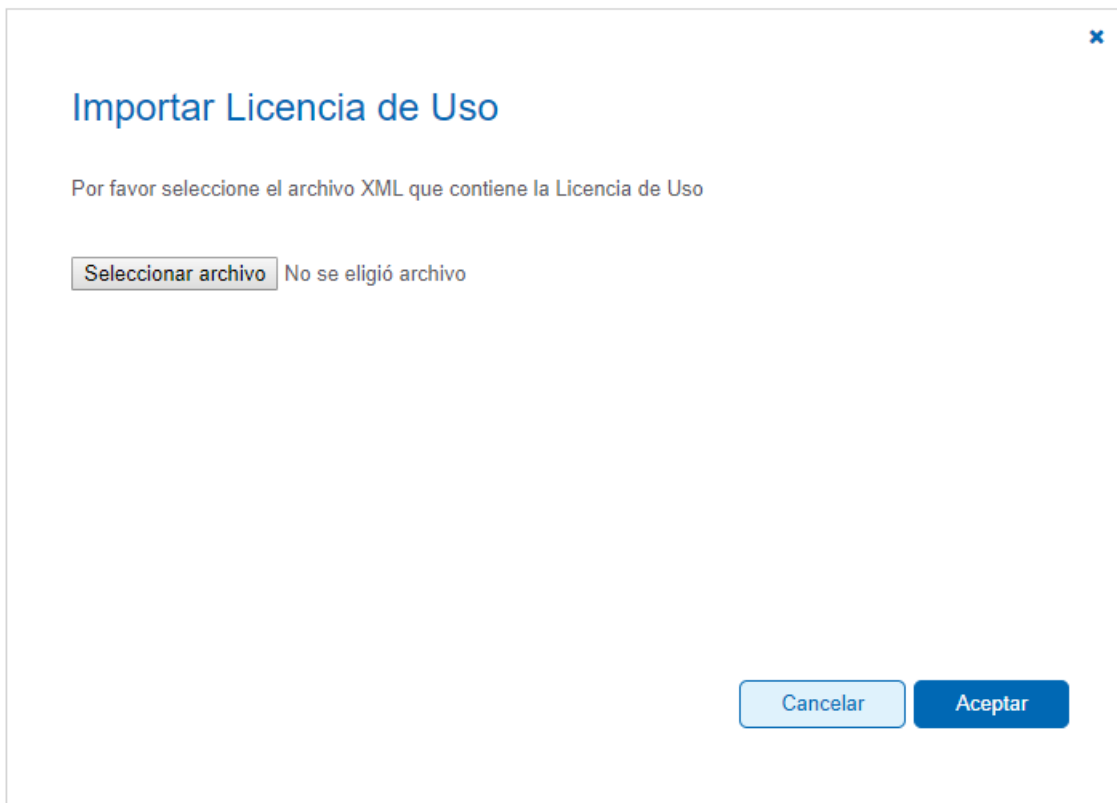 Importar Licencia de Uso
Por favor seleccione el archivo XML que contiene la Licencia de Uso
Seleccionar archivo No se eligió archivo
Cancelar Aceptar